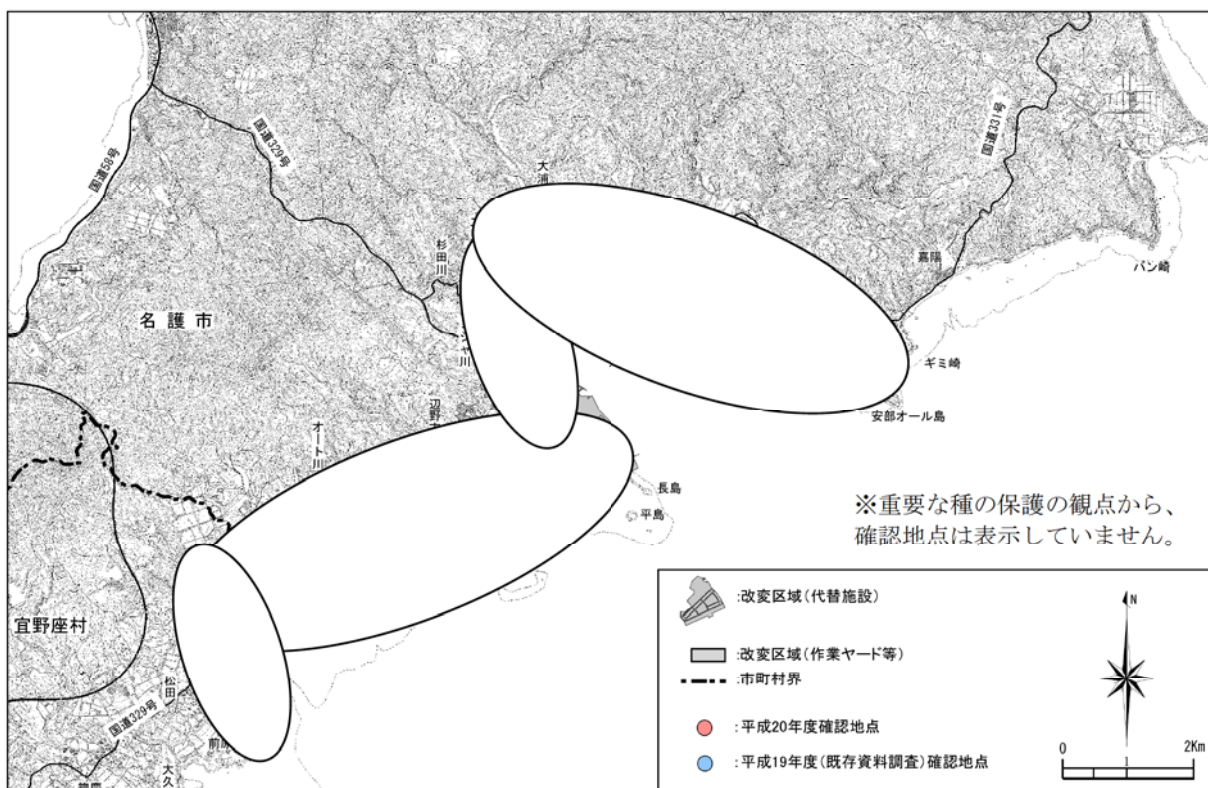 国道58号
国道329号
国道331号
大浦
杉田川
嘉陽
バン崎
名護市
ギミ崎
安部オール島
オート川
長島
平島
※重要な種の保護の観点から、
確認地点は表示していません。
宜野座村
松田
国道329号
:改変区域(代替施設)
:改変区域(作業ヤード等)
:市町村界
:平成20年度確認地点
:平成19年度(既存資料調査)確認地点
N
0 1 2Km